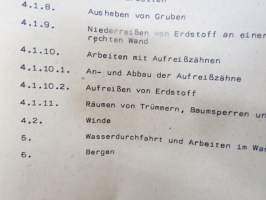 4.1.8. Ausheben von Gruben
4.1.9. Niederreißen von Erdstoff an einer
rechten Wand
4.1.10. Arbeiten mit Aufreißzähnen
4.1.10.1. An- und Abbau der Aufreißzähne
4.1.10.2. Aufreißen von Erdstoff
4.1.11. Räumen von Trümmern, Baumsperren un
4.2. Winde
5. Wasserdurchfahrt und Arbeiten im Was
6. Bergen